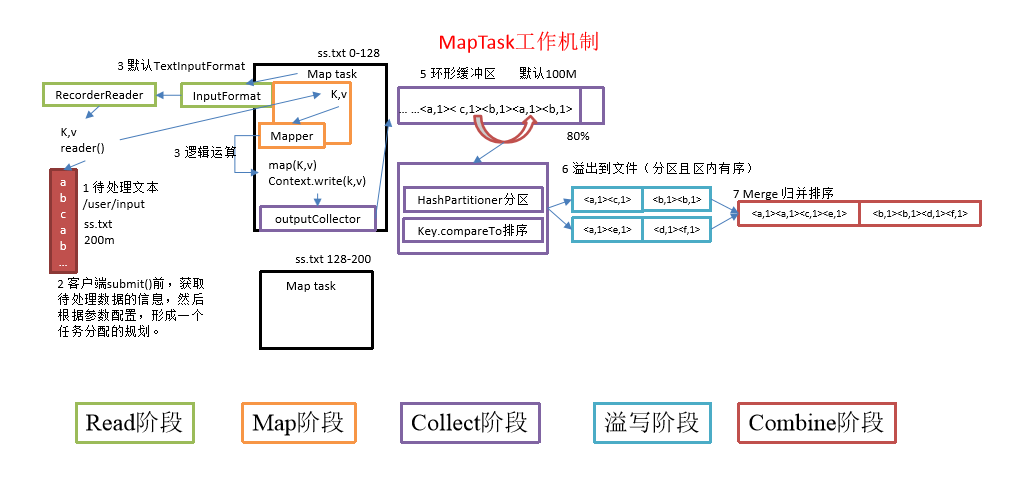 MapTask工作机制
ss.txt 0-128
3 默认TextInputFormat
Map task
RecorderReader
InputFormat
K,v
Mapper
K,v
reader()
3 逻辑运算
map(K,v)
Context.write(k,v)
outputCollector
a
b
c
a
b
...
1 待处理文本
/user/input
ss.txt
200m
2 客户端submit()前，获取
待处理数据的信息，然后
根据参数配置，形成一个
任务分配的规划。
ss.txt 128-200
Map task
5 环形缓冲区 默认100M
... ...<a,1>< c,1><b,1><a,1><b,1>
80%
HashPartitioner分区
Key.compareTo排序
6 溢出到文件（分区且区内有序）
<a,1><c,1>
<b,1><b,1>
<a,1><e,1>
<d,1><f,1>
7 Merge 归并排序
<a,1><a,1><c,1><e,1>
<b,1><b,1><d,1><f,1>
Read阶段
Map阶段
Collect阶段
溢写阶段
Combine阶段